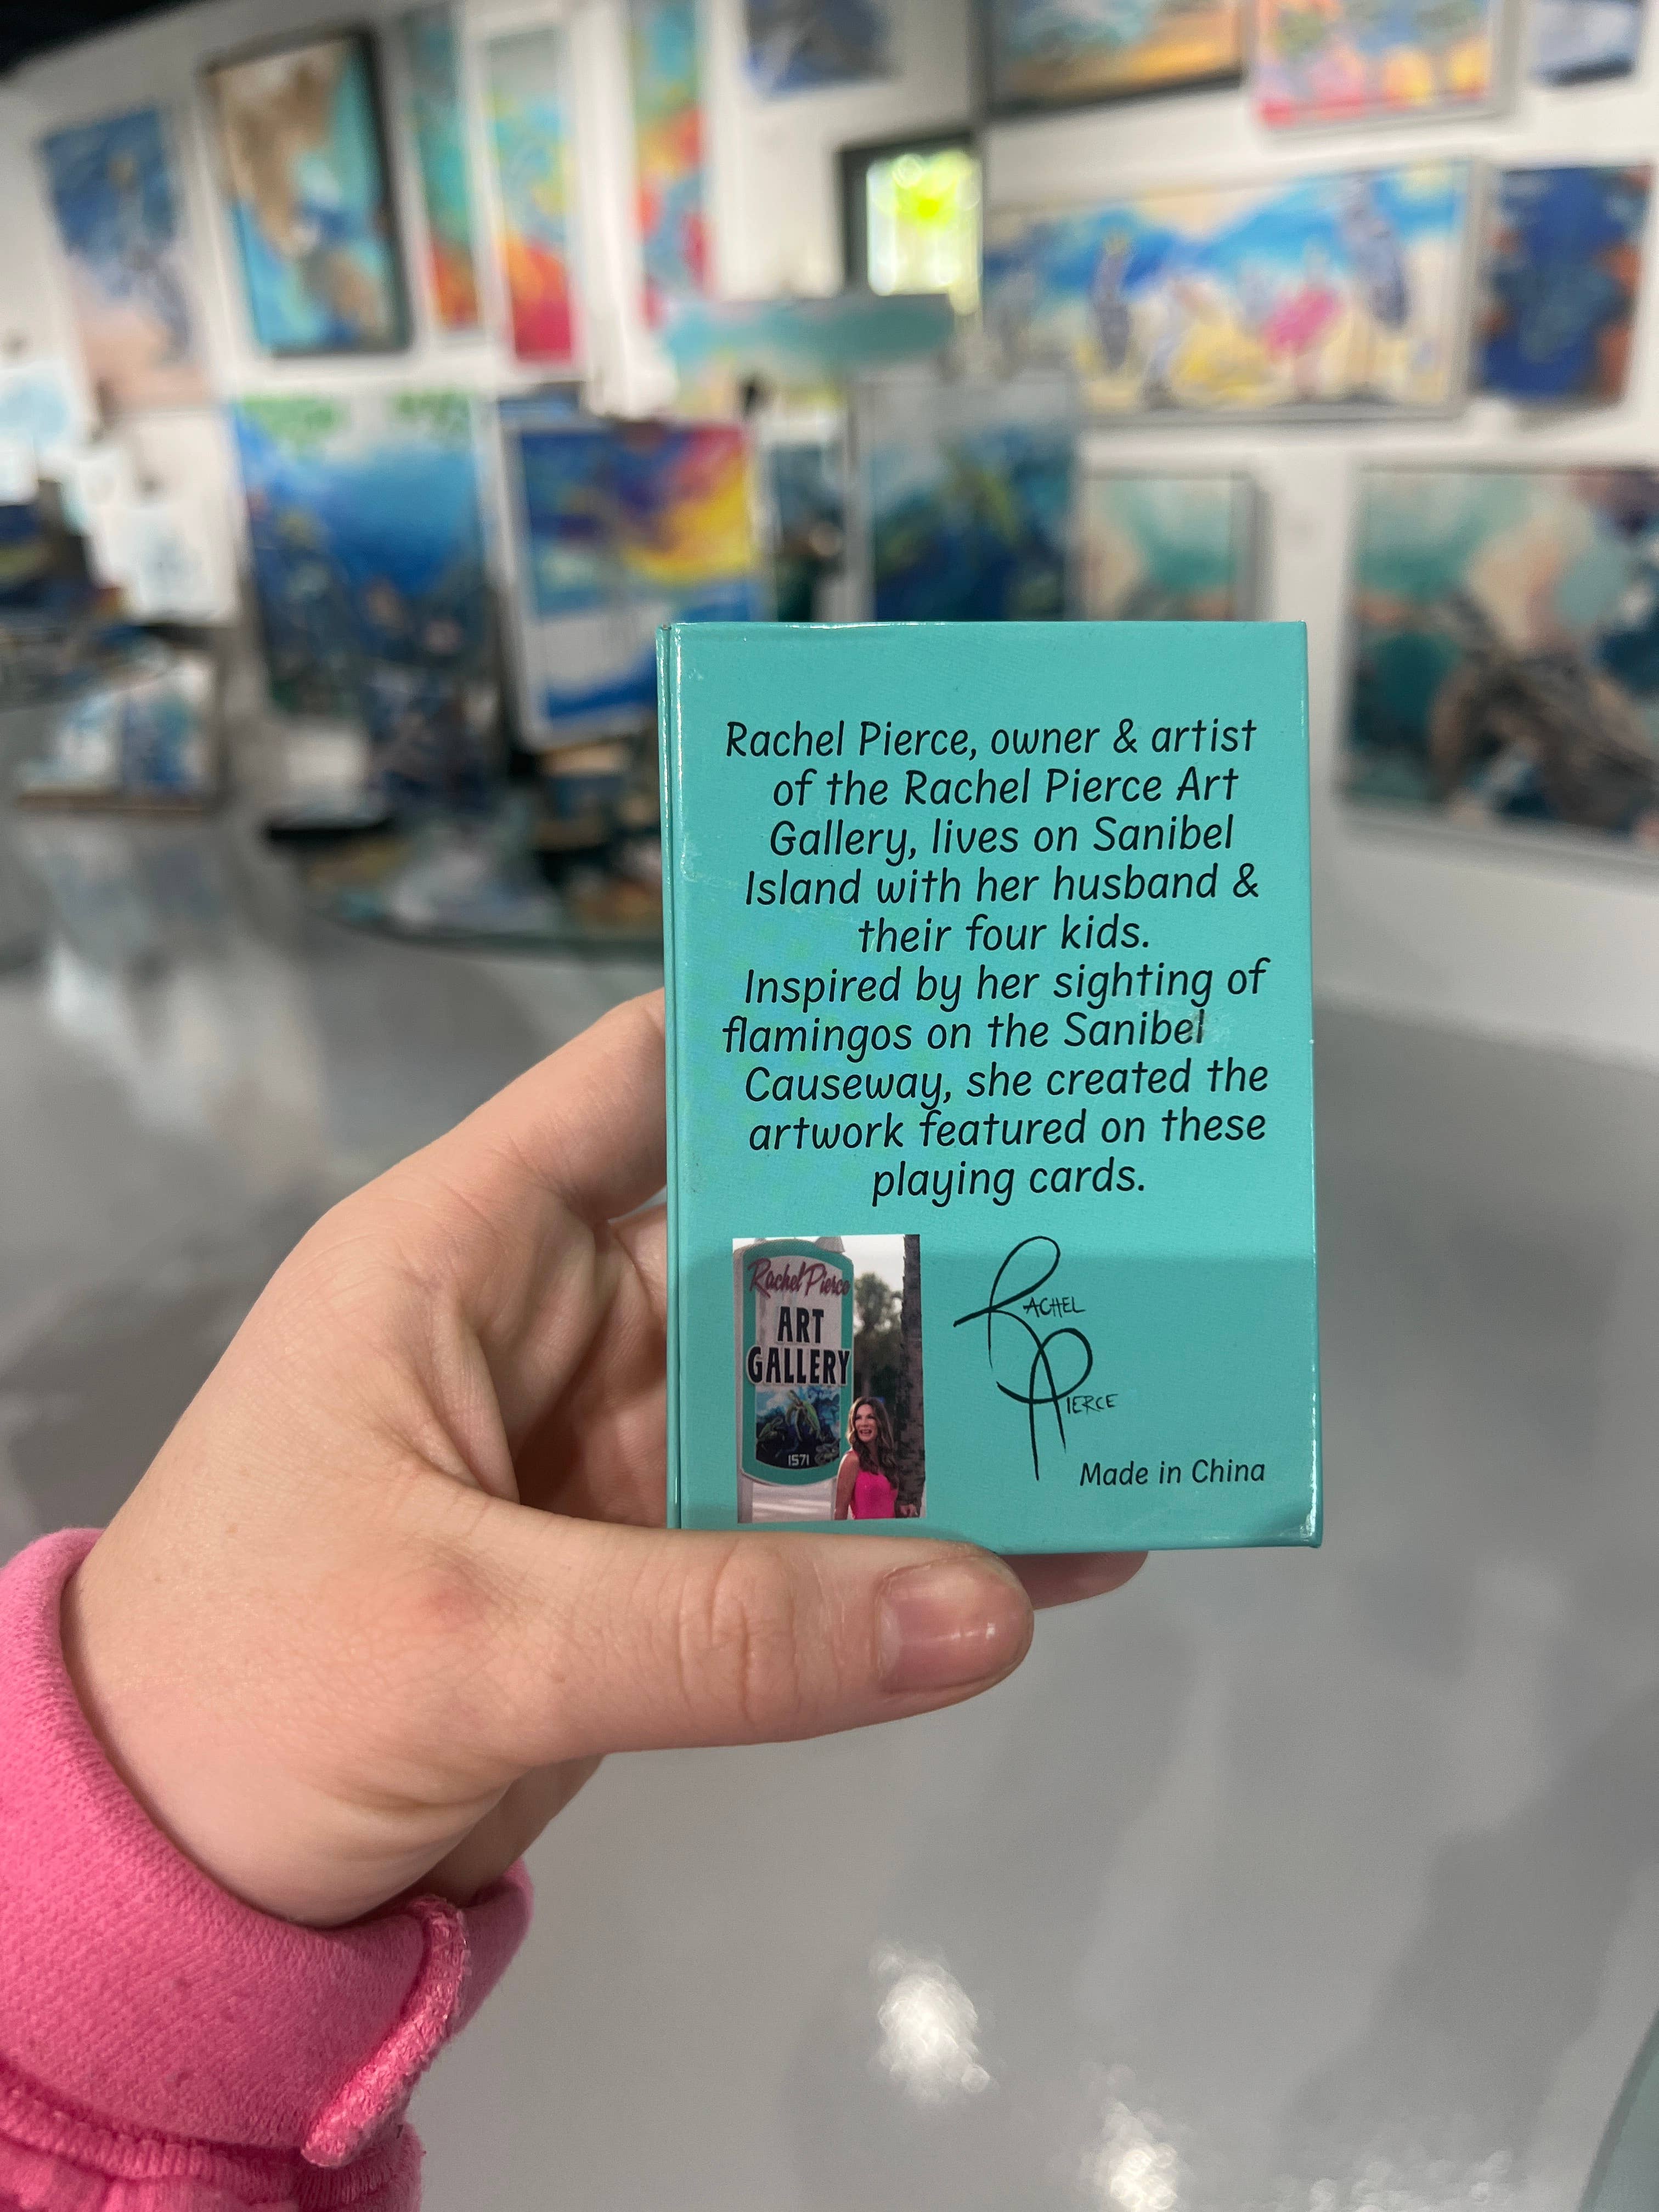 Rachel Pierce, owner & artist
of the Rachel Pierce Art
Gallery, lives on Sanibel
Island with her husband &
their four kids.
Inspired by her sighting of
flamingos on the Sanibel
Causeway, she created the
artwork featured on these
playing cards.
Rachel Pierce
ART
GALLERY
1571
RACHEL
PIERCE
Made in China